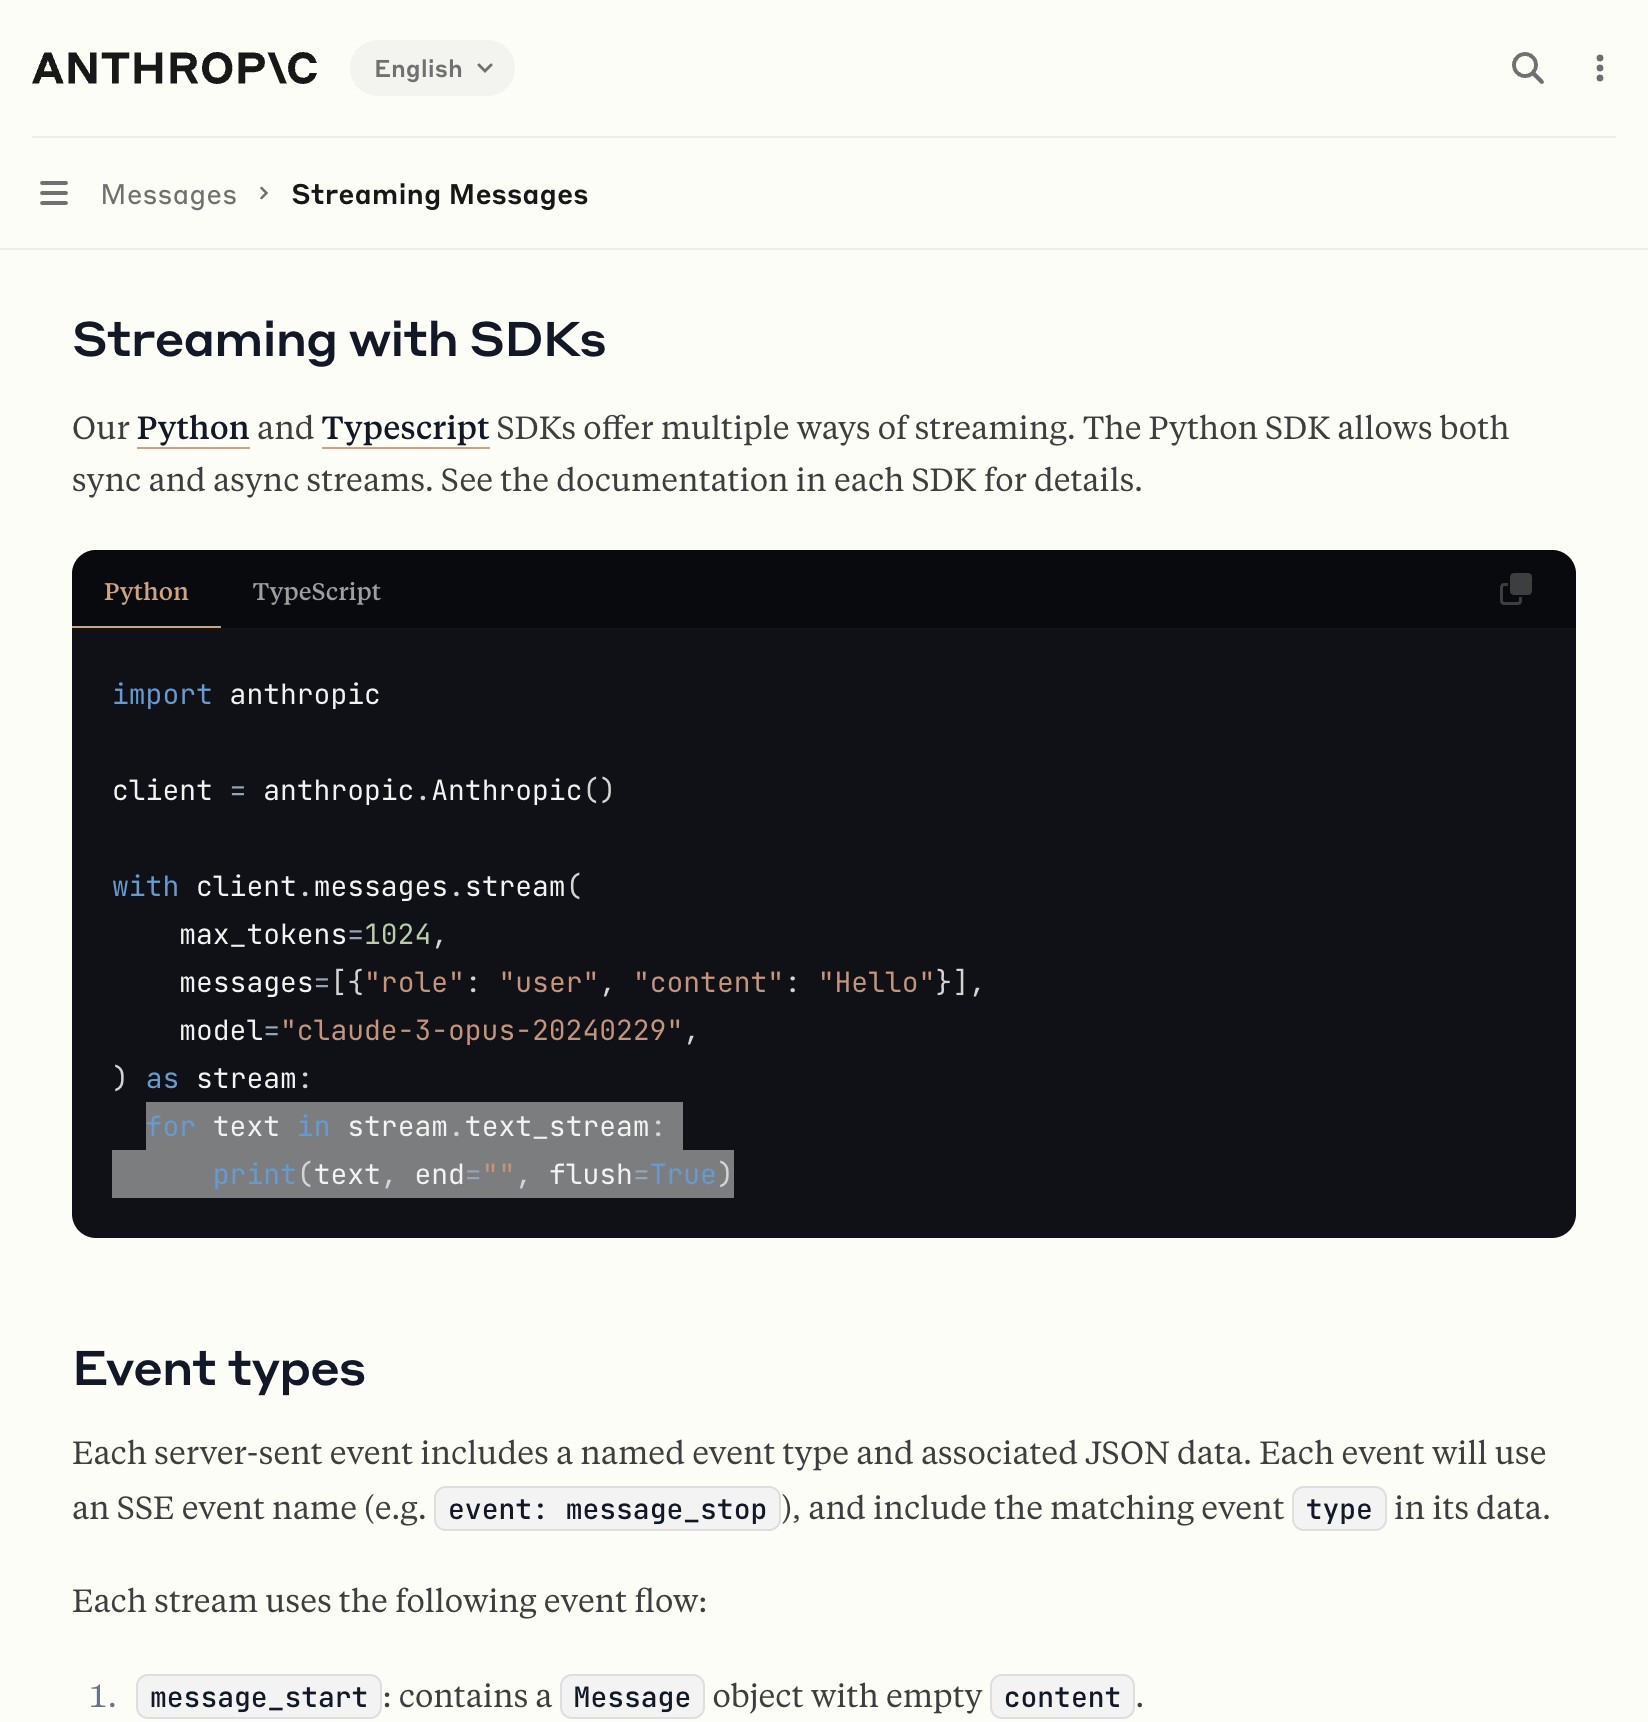 ANTHROP\C
English
Messages > Streaming Messages
Streaming with SDKs
Our Python and Typescript SDKs offer multiple ways of streaming. The Python SDK allows both
sync and async streams. See the documentation in each SDK for details.
Python TypeScript
import anthropic
client = anthropic.Anthropic()
with client.messages.stream(
    max_tokens=1024,
    messages=[{"role": "user", "content": "Hello"}],
    model="claude-3-opus-20240229",
) as stream:
  for text in stream.text_stream:
      print(text, end="", flush=True)
Event types
Each server-sent event includes a named event type and associated JSON data. Each event will use
an SSE event name (e.g. event: message_stop), and include the matching event type in its data.
Each stream uses the following event flow:
1. message_start: contains a Message object with empty content.